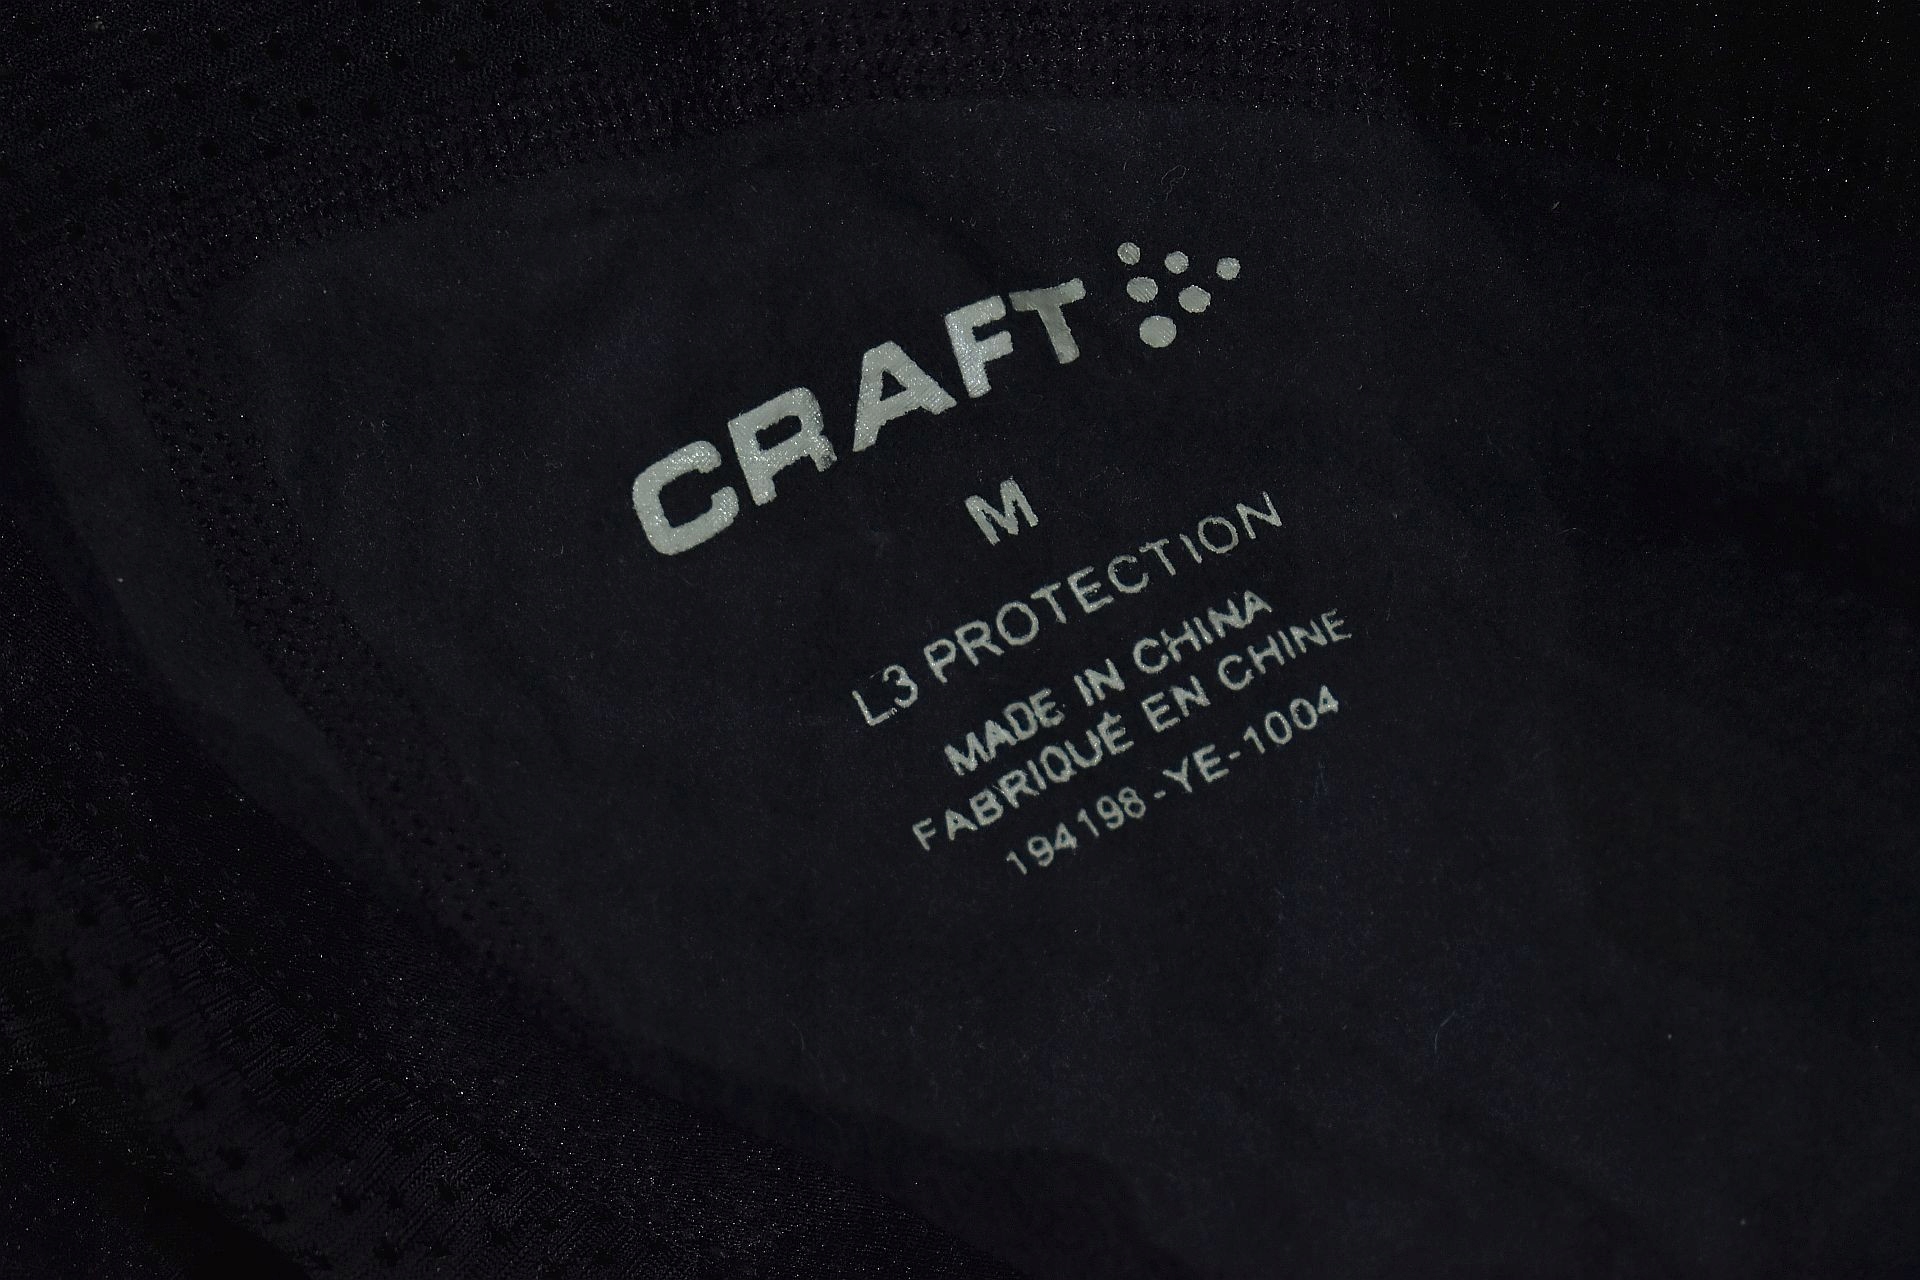 CRAFT
M
L3 PROTECTION
MADE IN CHINA
FABRIQUÉ EN CHINE
194198-YE-1004